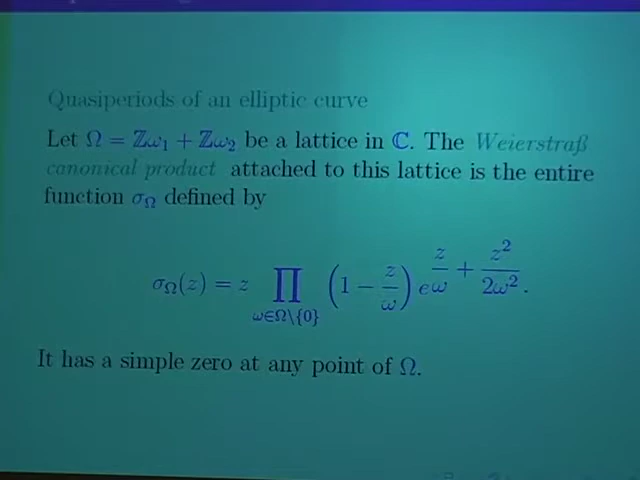 Quasiperiods of an elliptic curve
Let Ω = ℤω₁ + ℤω₂ be a lattice in ℂ. The Weierstraß
canonical product attached to this lattice is the entire
function σ_Ω defined by
σ_Ω(z) = z ∏_{ω∈Ω\{0}} (1 − z/ω) e^{z/ω + z²/2ω²}.
It has a simple zero at any point of Ω.